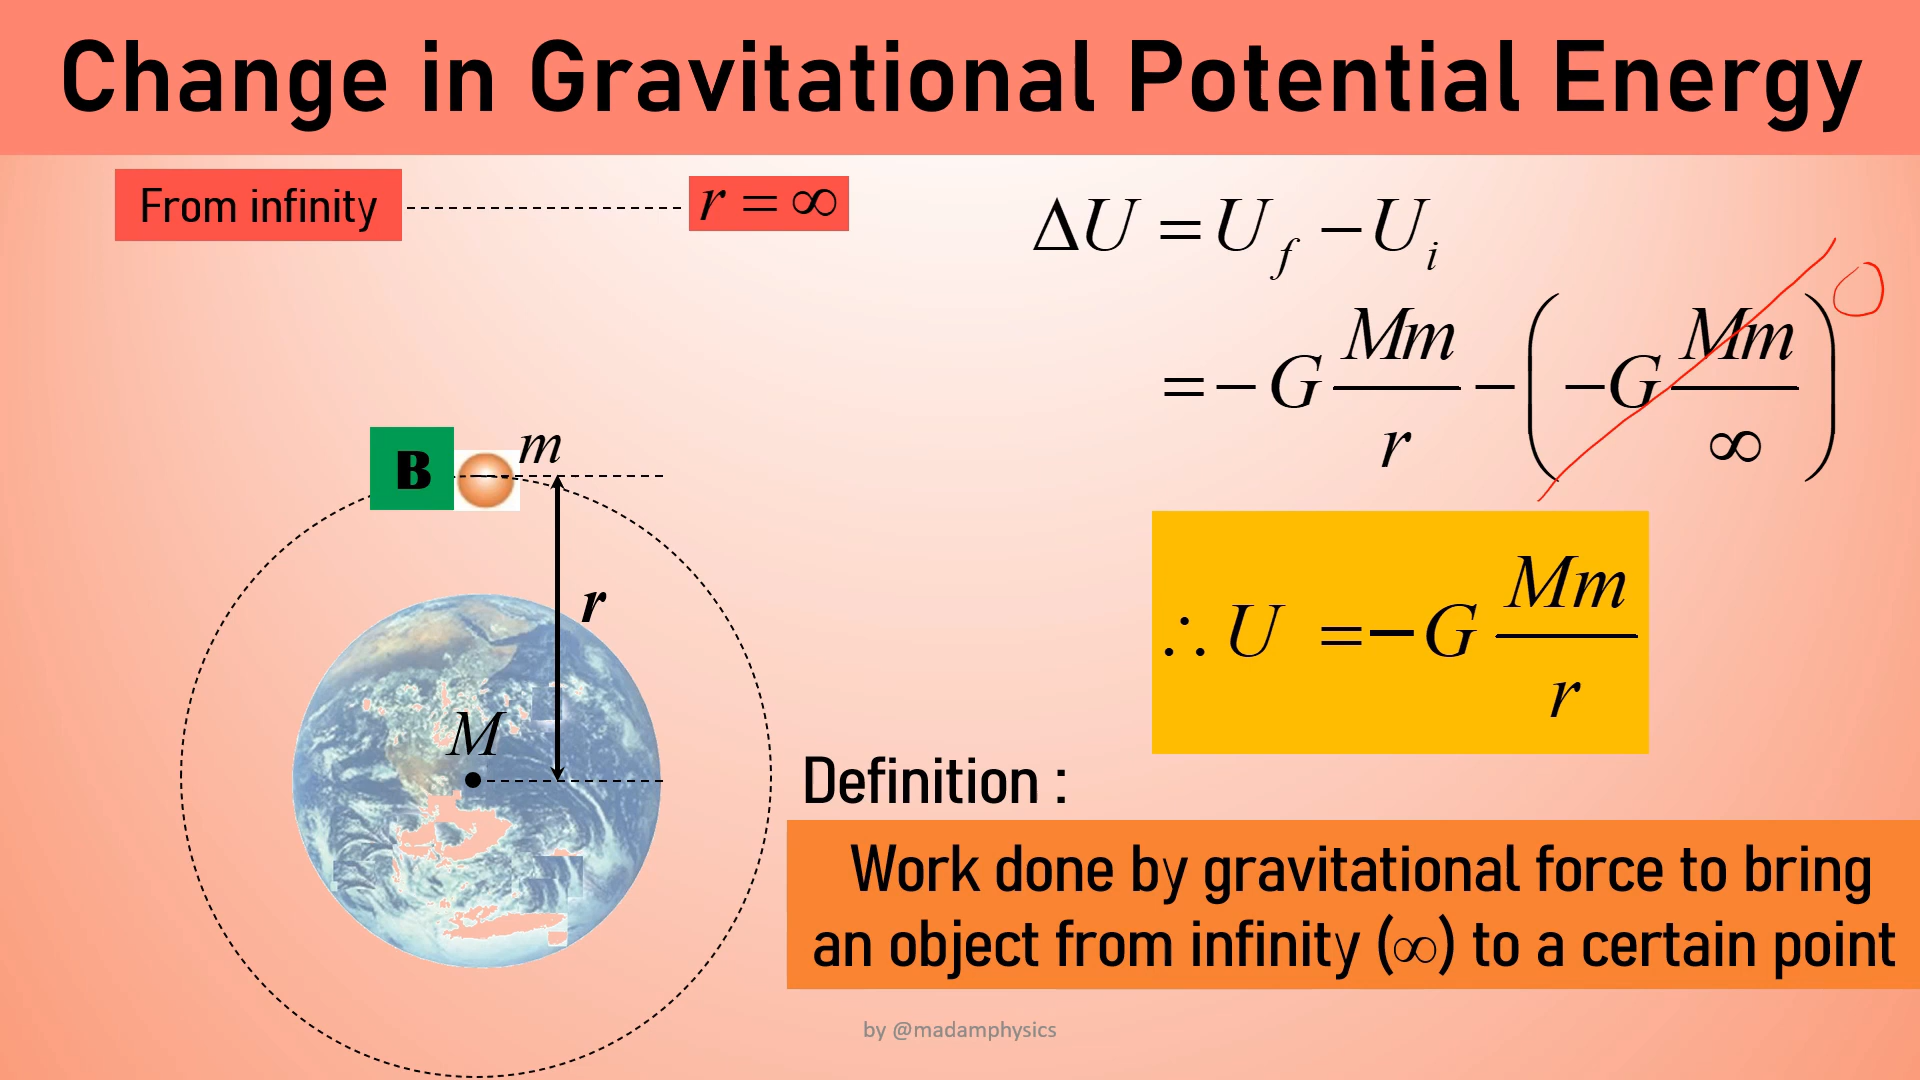 Change in Gravitational Potential Energy
From infinity
r = ∞
ΔU = U_f − U_i
= −G Mm/r − (−G Mm/∞) 0
B
m
r
M
∴ U = −G Mm/r
Definition :
Work done by gravitational force to bring
an object from infinity (∞) to a certain point
by @madamphysics